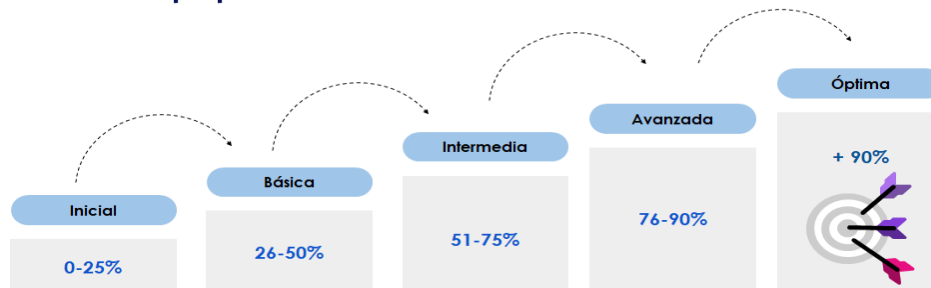 Inicial
0-25%
Básica
26-50%
Intermedia
51-75%
Avanzada
76-90%
Óptima
+ 90%